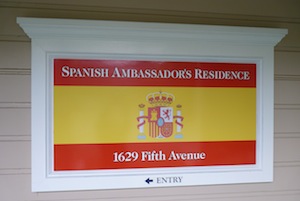 SPANISH AMBASSADOR'S RESIDENCE
1629 Fifth Avenue
ENTRY